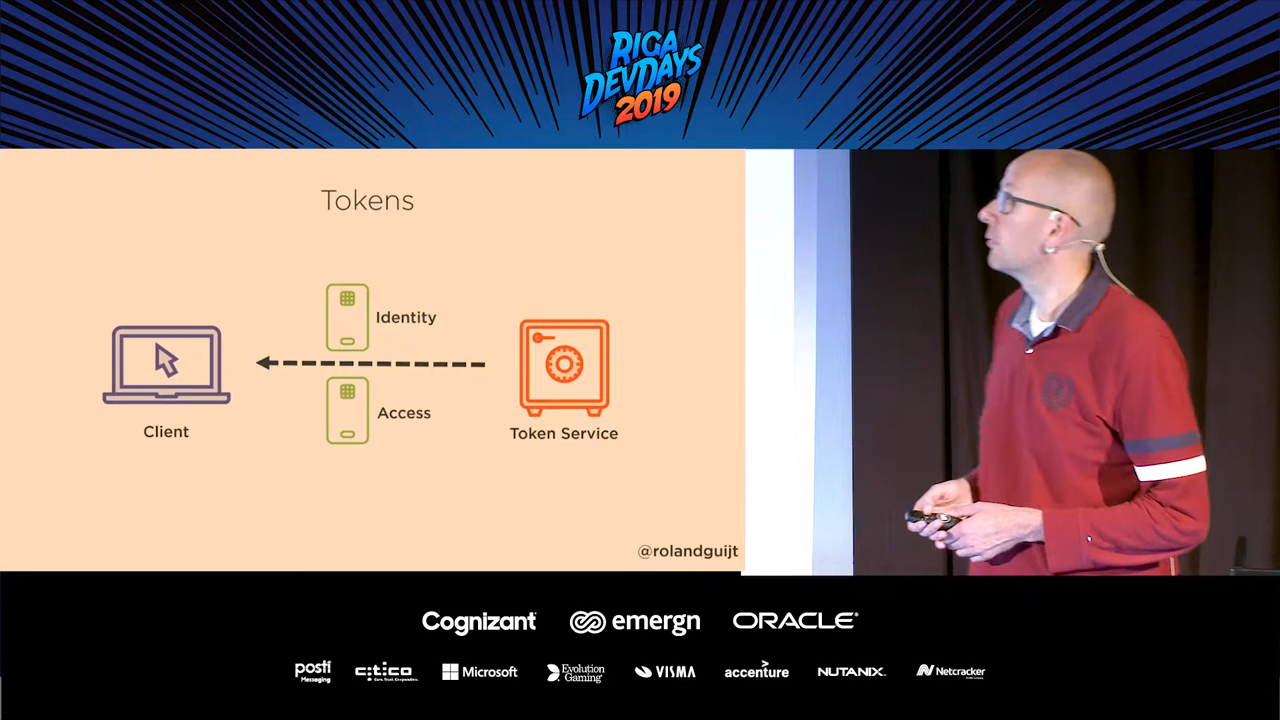 RIGA
DEVDAYS
2019
Tokens
Identity
Access
Client
Token Service
@rolandguijt
Cognizant
emergn
ORACLE
posti
Messaging
citico
Microsoft
Evolution
Gaming
VISMA
accenture
NUTANIX
Netcracker